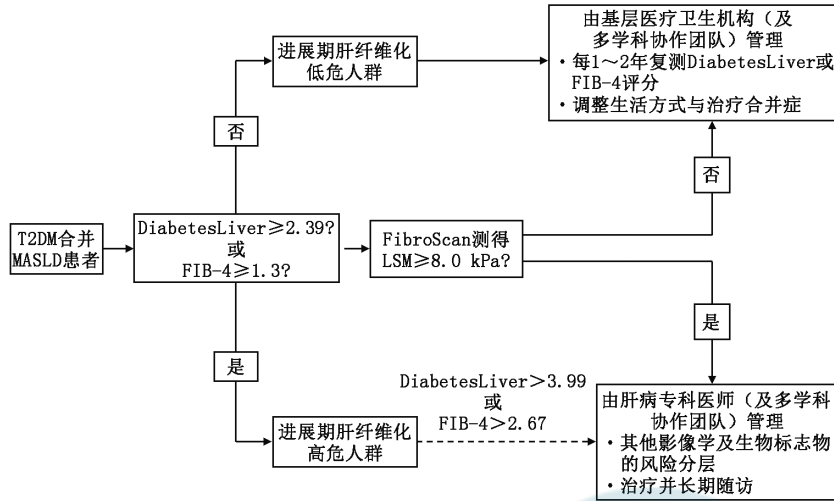 进展期肝纤维化
低危人群
由基层医疗卫生机构（及
多学科协作团队）管理
· 每1～2年复测DiabetesLiver或
FIB-4评分
· 调整生活方式与治疗合并症
否
否
T2DM合并
MASLD患者
DiabetesLiver≥2.39?
或
FIB-4≥1.3?
FibroScan测得
LSM≥8.0 kPa?
是
是
DiabetesLiver＞3.99
或
FIB-4＞2.67
进展期肝纤维化
高危人群
由肝病专科医师（及多学科
协作团队）管理
· 其他影像学及生物标志物
的风险分层
· 治疗并长期随访